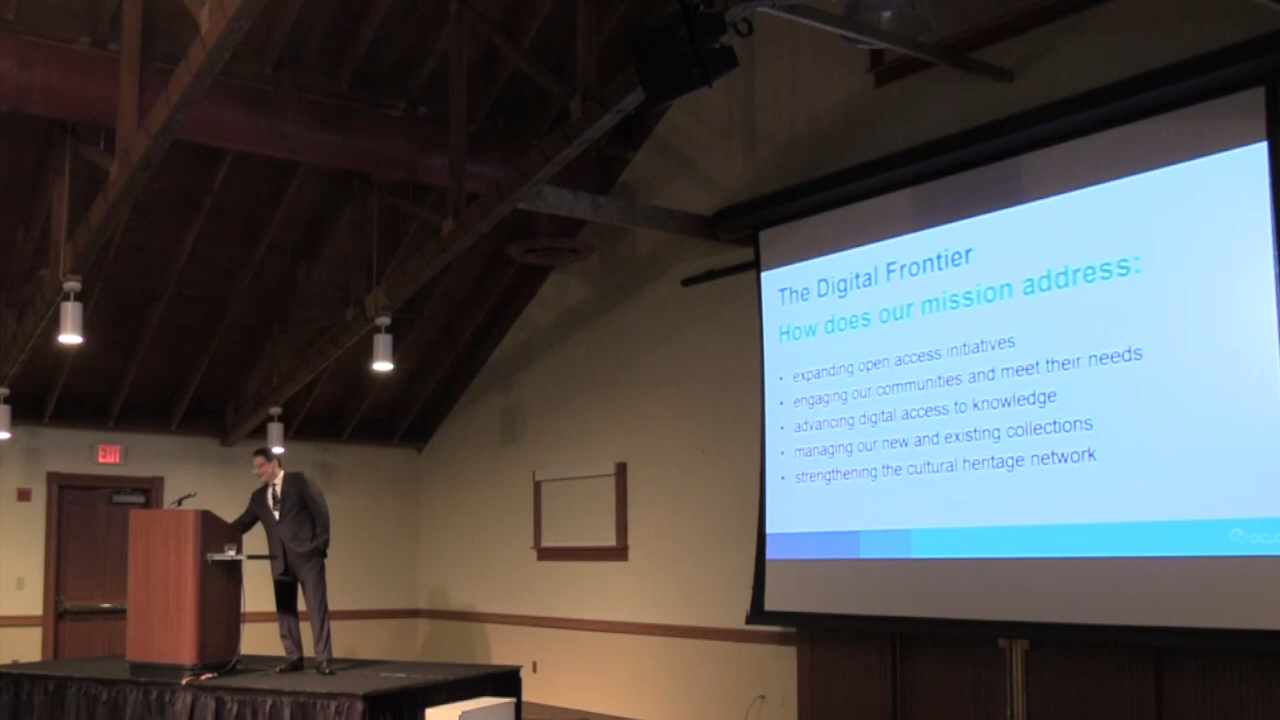 The Digital Frontier
How does our mission address:
• expanding open access initiatives
• engaging our communities and meet their needs
• advancing digital access to knowledge
• managing our new and existing collections
• strengthening the cultural heritage network
OCLC
EXIT